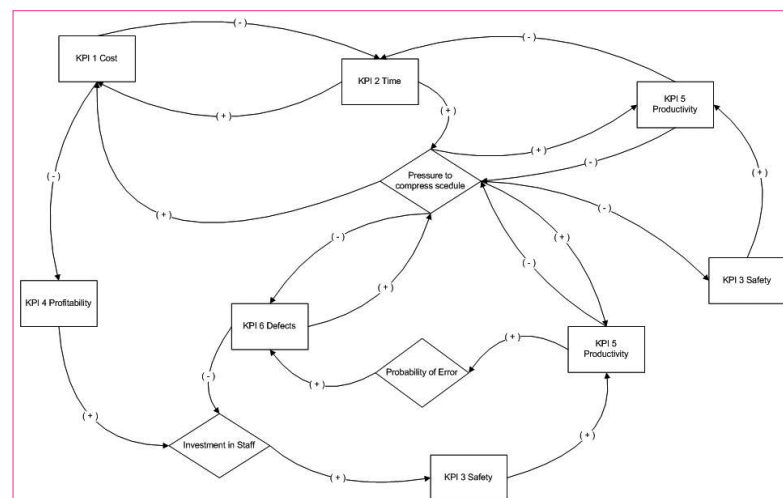 ( - )
( - )
KPI 1 Cost
KPI 2 Time
KPI 5
Productivity
( + )
( + )
( + )
( - )
( + )
( - )
Pressure to
compress scedule
( + )
( - )
( - )
( + )
( - )
KPI 3 Safety
KPI 4 Profitability
( + )
KPI 6 Defects
( + )
KPI 5
Productivity
( - )
Probability of Error
( + )
( + )
( + )
Investment in Staff
( + )
KPI 3 Safety